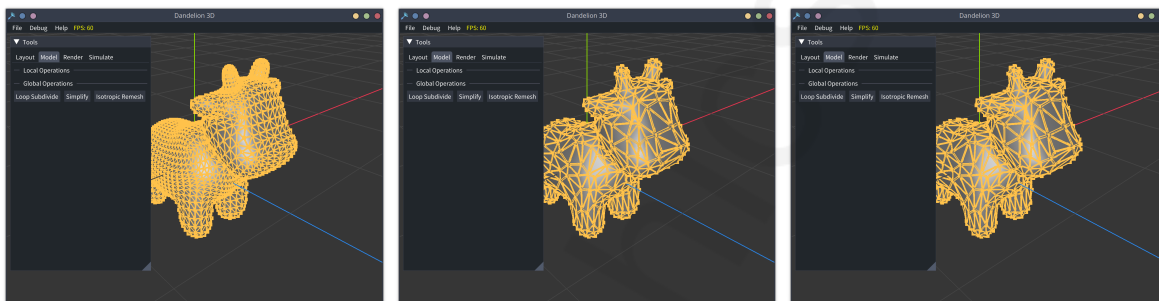 Dandelion 3D
File Debug Help FPS: 60
Tools
Layout Model Render Simulate
Local Operations
Global Operations
Loop Subdivide Simplify Isotropic Remesh
Dandelion 3D
File Debug Help FPS: 60
Tools
Layout Model Render Simulate
Local Operations
Global Operations
Loop Subdivide Simplify Isotropic Remesh
Dandelion 3D
File Debug Help FPS: 60
Tools
Layout Model Render Simulate
Local Operations
Global Operations
Loop Subdivide Simplify Isotropic Remesh